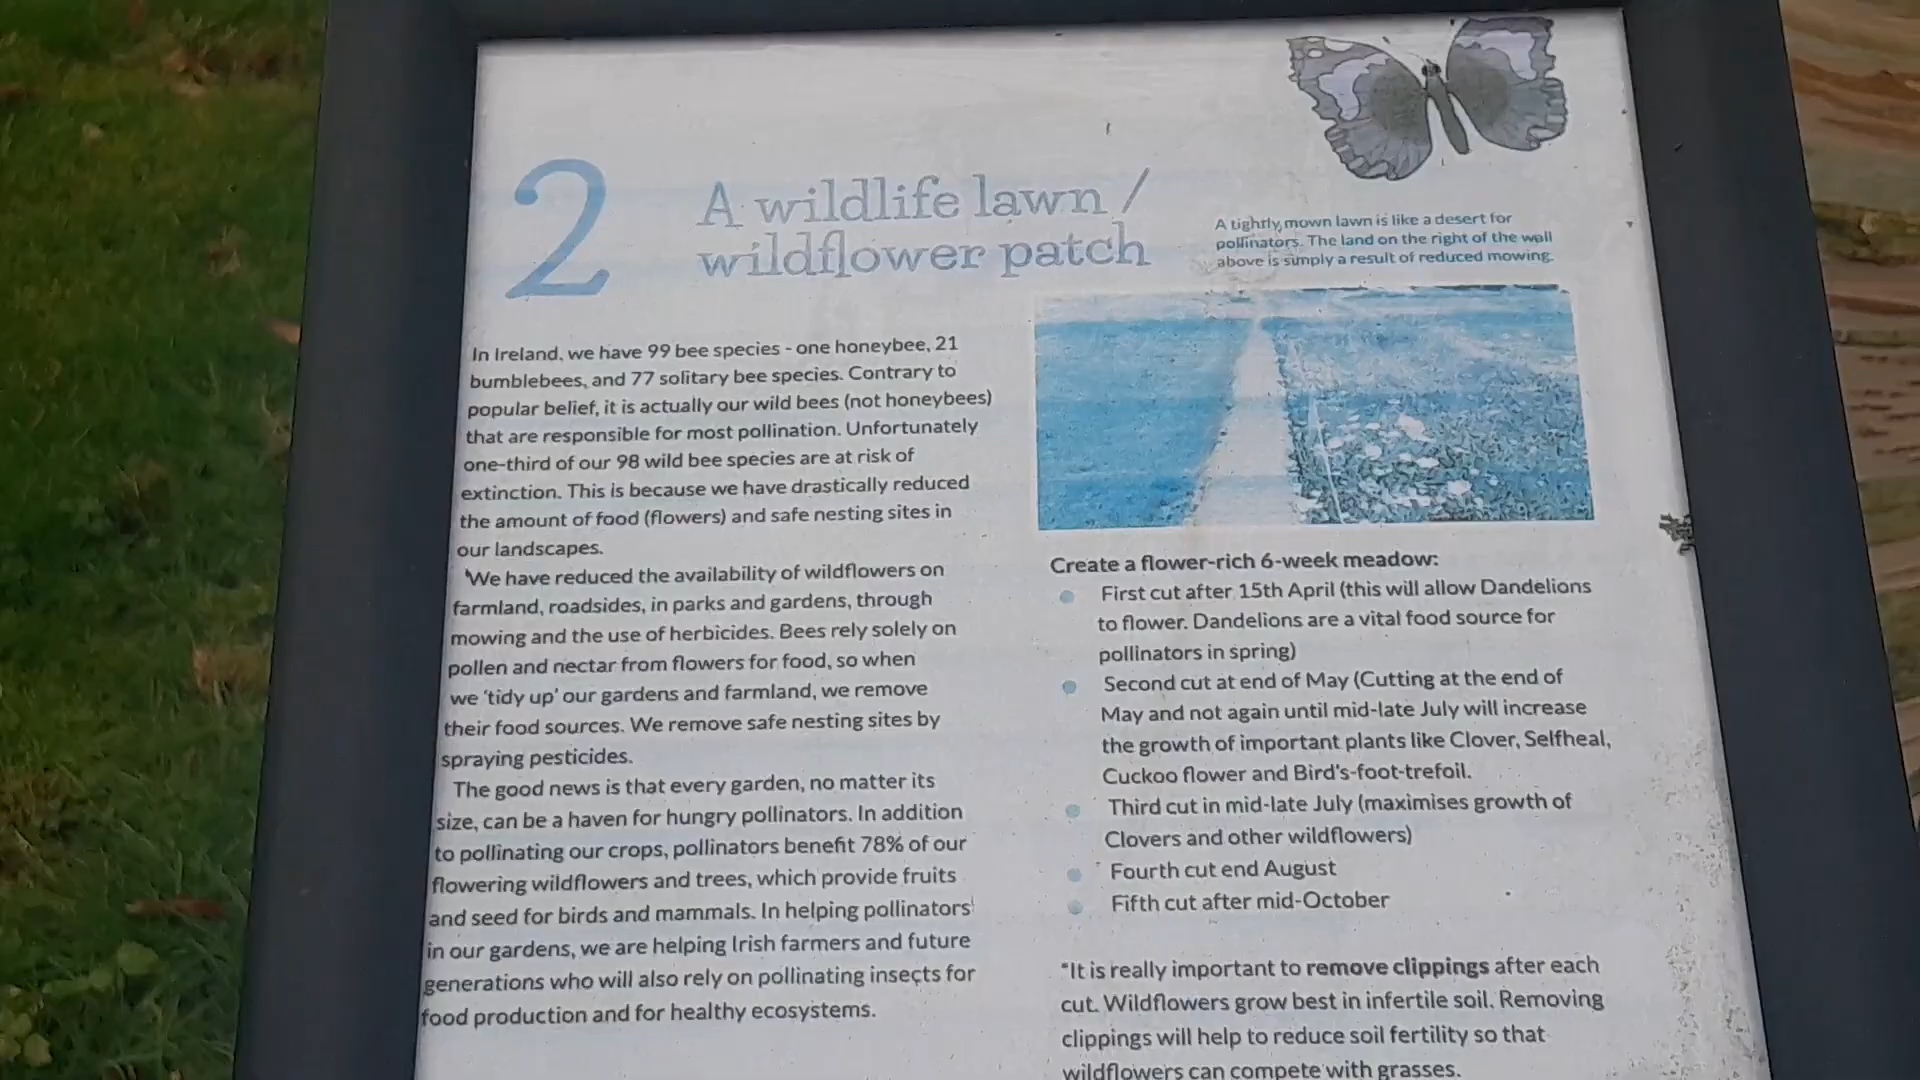 2
A wildlife lawn /
wildflower patch
A tightly mown lawn is like a desert for
pollinators. The land on the right of the wall
above is simply a result of reduced mowing.
In Ireland, we have 99 bee species - one honeybee, 21
bumblebees, and 77 solitary bee species. Contrary to
popular belief, it is actually our wild bees (not honeybees)
that are responsible for most pollination. Unfortunately
one-third of our 98 wild bee species are at risk of
extinction. This is because we have drastically reduced
the amount of food (flowers) and safe nesting sites in
our landscapes.
We have reduced the availability of wildflowers on
farmland, roadsides, in parks and gardens, through
mowing and the use of herbicides. Bees rely solely on
pollen and nectar from flowers for food, so when
we 'tidy up' our gardens and farmland, we remove
their food sources. We remove safe nesting sites by
spraying pesticides.
The good news is that every garden, no matter its
size, can be a haven for hungry pollinators. In addition
to pollinating our crops, pollinators benefit 78% of our
flowering wildflowers and trees, which provide fruits
and seed for birds and mammals. In helping pollinators
in our gardens, we are helping Irish farmers and future
generations who will also rely on pollinating insects for
food production and for healthy ecosystems.
Create a flower-rich 6-week meadow:
First cut after 15th April (this will allow Dandelions
to flower. Dandelions are a vital food source for
pollinators in spring)
Second cut at end of May (Cutting at the end of
May and not again until mid-late July will increase
the growth of important plants like Clover, Selfheal,
Cuckoo flower and Bird's-foot-trefoil.
Third cut in mid-late July (maximises growth of
Clovers and other wildflowers)
Fourth cut end August
Fifth cut after mid-October
"It is really important to remove clippings after each
cut. Wildflowers grow best in infertile soil. Removing
clippings will help to reduce soil fertility so that
wildflowers can compete with grasses.